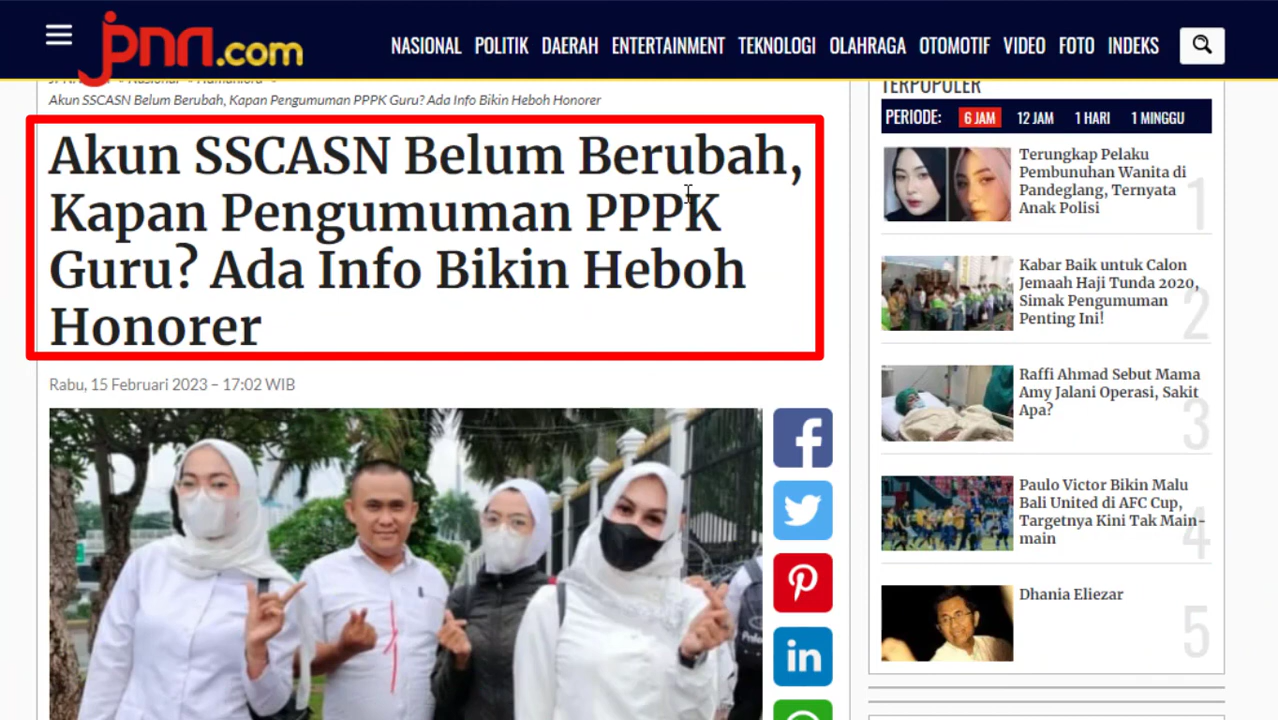 jpnn.com
NASIONAL POLITIK DAERAH ENTERTAINMENT TEKNOLOGI OLAHRAGA OTOMOTIF VIDEO FOTO INDEKS
Akun SSCASN Belum Berubah, Kapan Pengumuman PPPK Guru? Ada Info Bikin Heboh Honorer
Akun SSCASN Belum Berubah,
Kapan Pengumuman PPPK
Guru? Ada Info Bikin Heboh
Honorer
Rabu, 15 Februari 2023 – 17:02 WIB
TERPOPULER
PERIODE: 6 JAM 12 JAM 1 HARI 1 MINGGU
Terungkap Pelaku
Pembunuhan Wanita di
Pandeglang, Ternyata
Anak Polisi
1
Kabar Baik untuk Calon
Jemaah Haji Tunda 2020,
Simak Pengumuman
Penting Ini!
2
Raffi Ahmad Sebut Mama
Amy Jalani Operasi, Sakit
Apa?
3
Paulo Victor Bikin Malu
Bali United di AFC Cup,
Targetnya Kini Tak Main-
main
4
Dhania Eliezar
5